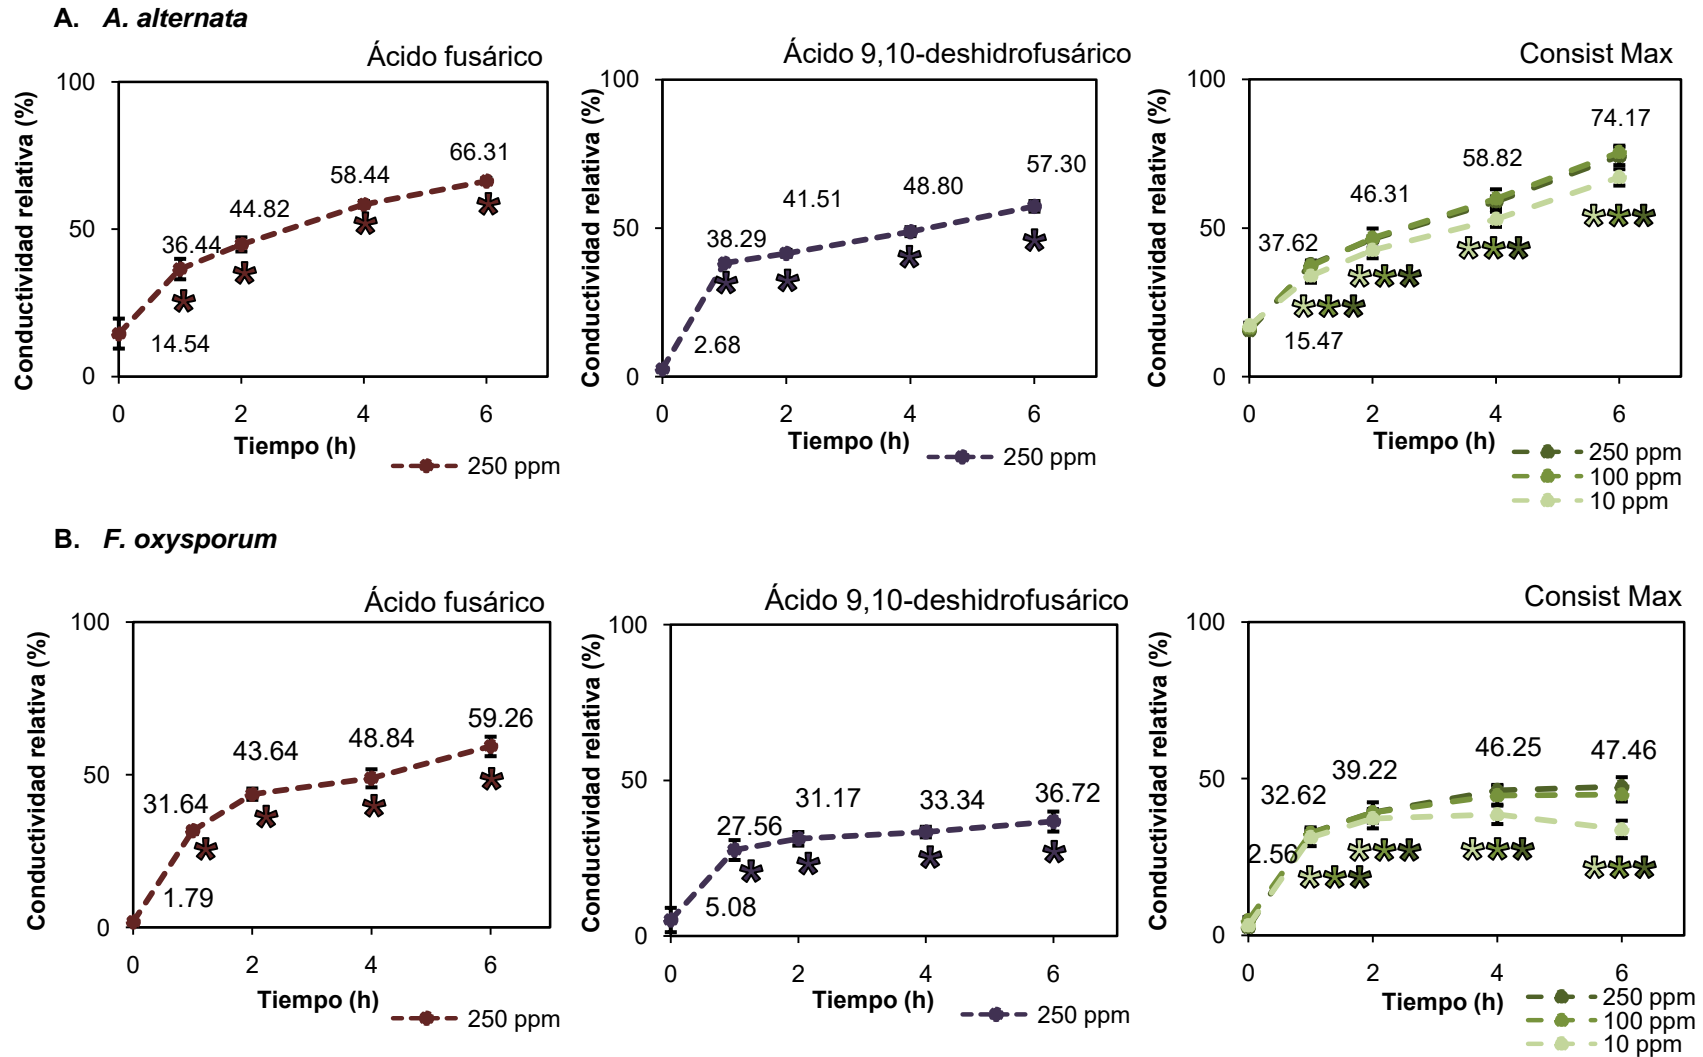 A. A. alternata
Ácido fusárico
Conductividad relativa (%)
100
50
0
14.54
36.44
44.82
58.44
66.31
0 2 4 6
Tiempo (h)
250 ppm
Ácido 9,10-deshidrofusárico
Conductividad relativa (%)
100
50
0
2.68
38.29
41.51
48.80
57.30
0 2 4 6
Tiempo (h)
250 ppm
Consist Max
Conductividad relativa (%)
100
50
0
15.47
37.62
46.31
58.82
74.17
0 2 4 6
Tiempo (h)
250 ppm
100 ppm
10 ppm
B. F. oxysporum
Ácido fusárico
Conductividad relativa (%)
100
50
0
1.79
31.64
43.64
48.84
59.26
0 2 4 6
Tiempo (h)
250 ppm
Ácido 9,10-deshidrofusárico
Conductividad relativa (%)
100
50
0
5.08
27.56
31.17
33.34
36.72
0 2 4 6
Tiempo (h)
250 ppm
Consist Max
Conductividad relativa (%)
100
50
0
2.56
32.62
39.22
46.25
47.46
0 2 4 6
Tiempo (h)
250 ppm
100 ppm
10 ppm